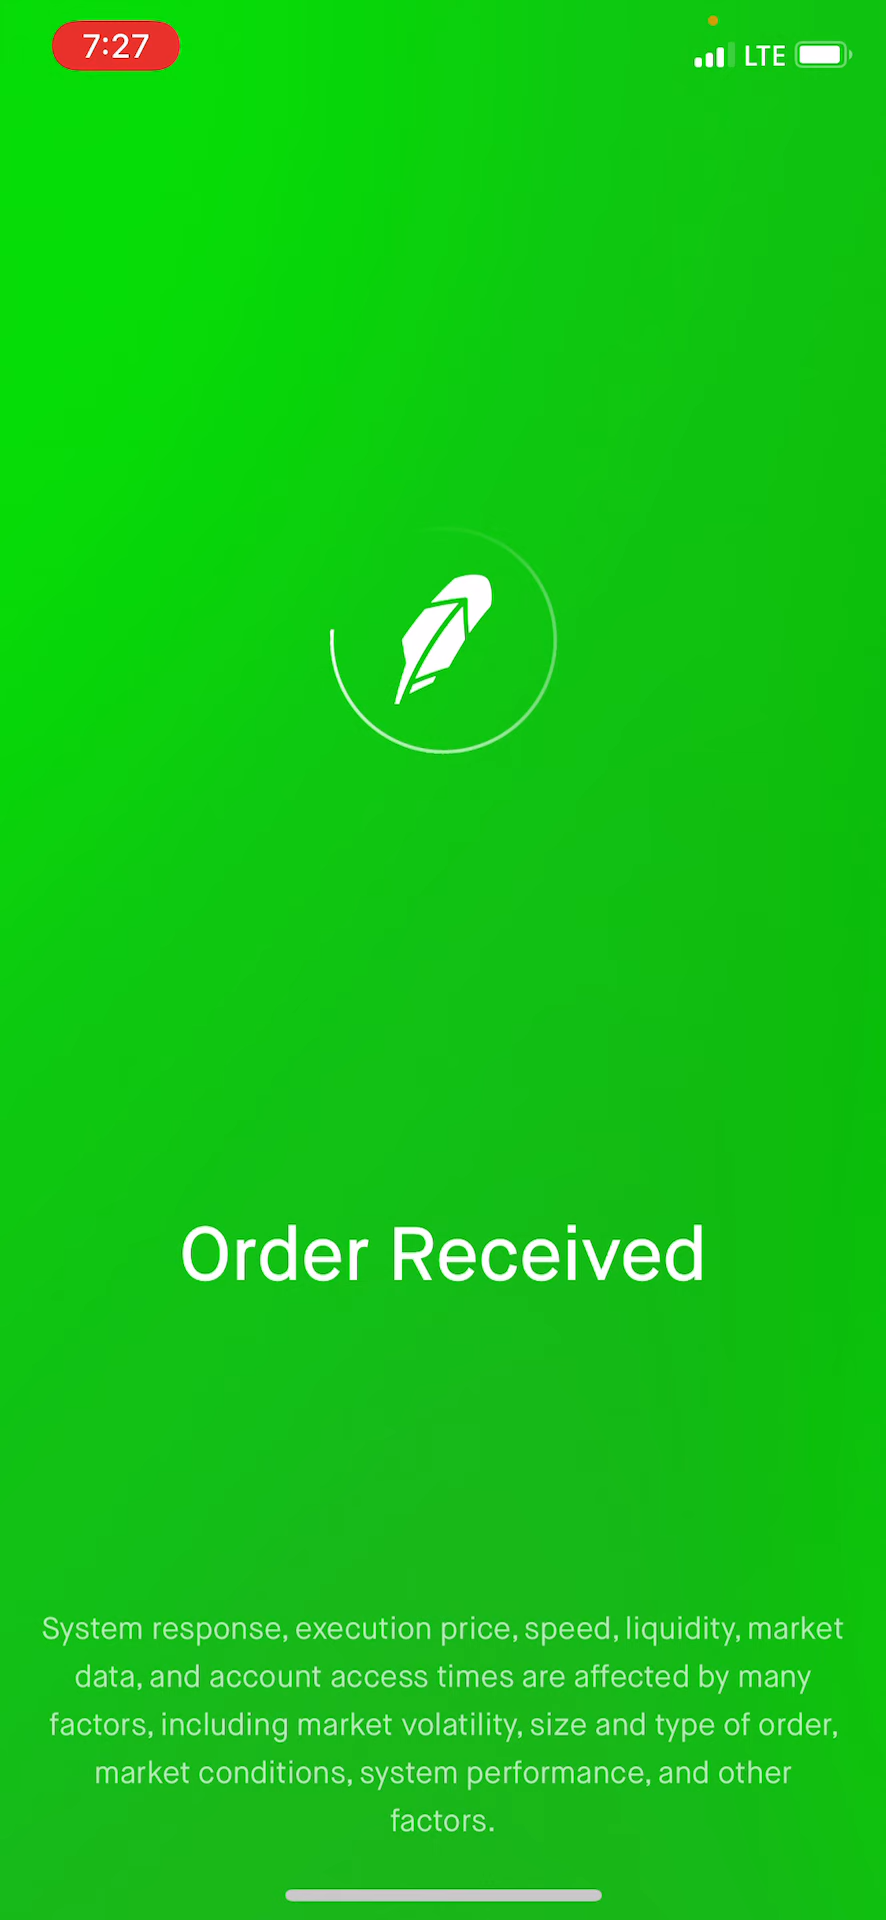 7:27
LTE
Order Received
System response, execution price, speed, liquidity, market
data, and account access times are affected by many
factors, including market volatility, size and type of order,
market conditions, system performance, and other
factors.